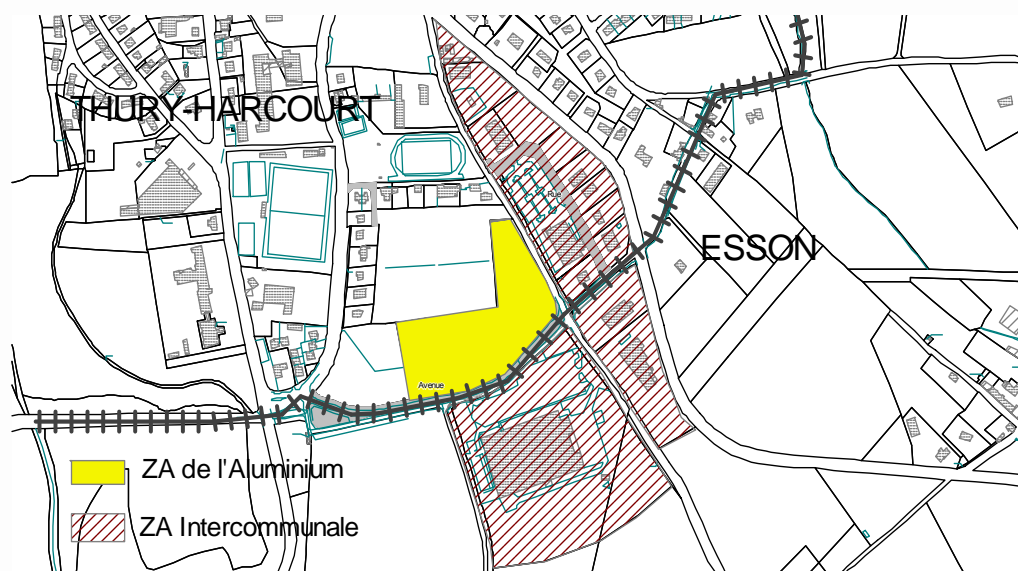 THURY-HARCOURT
Rue
ESSON
Avenue
ZA de l'Aluminium
ZA Intercommunale